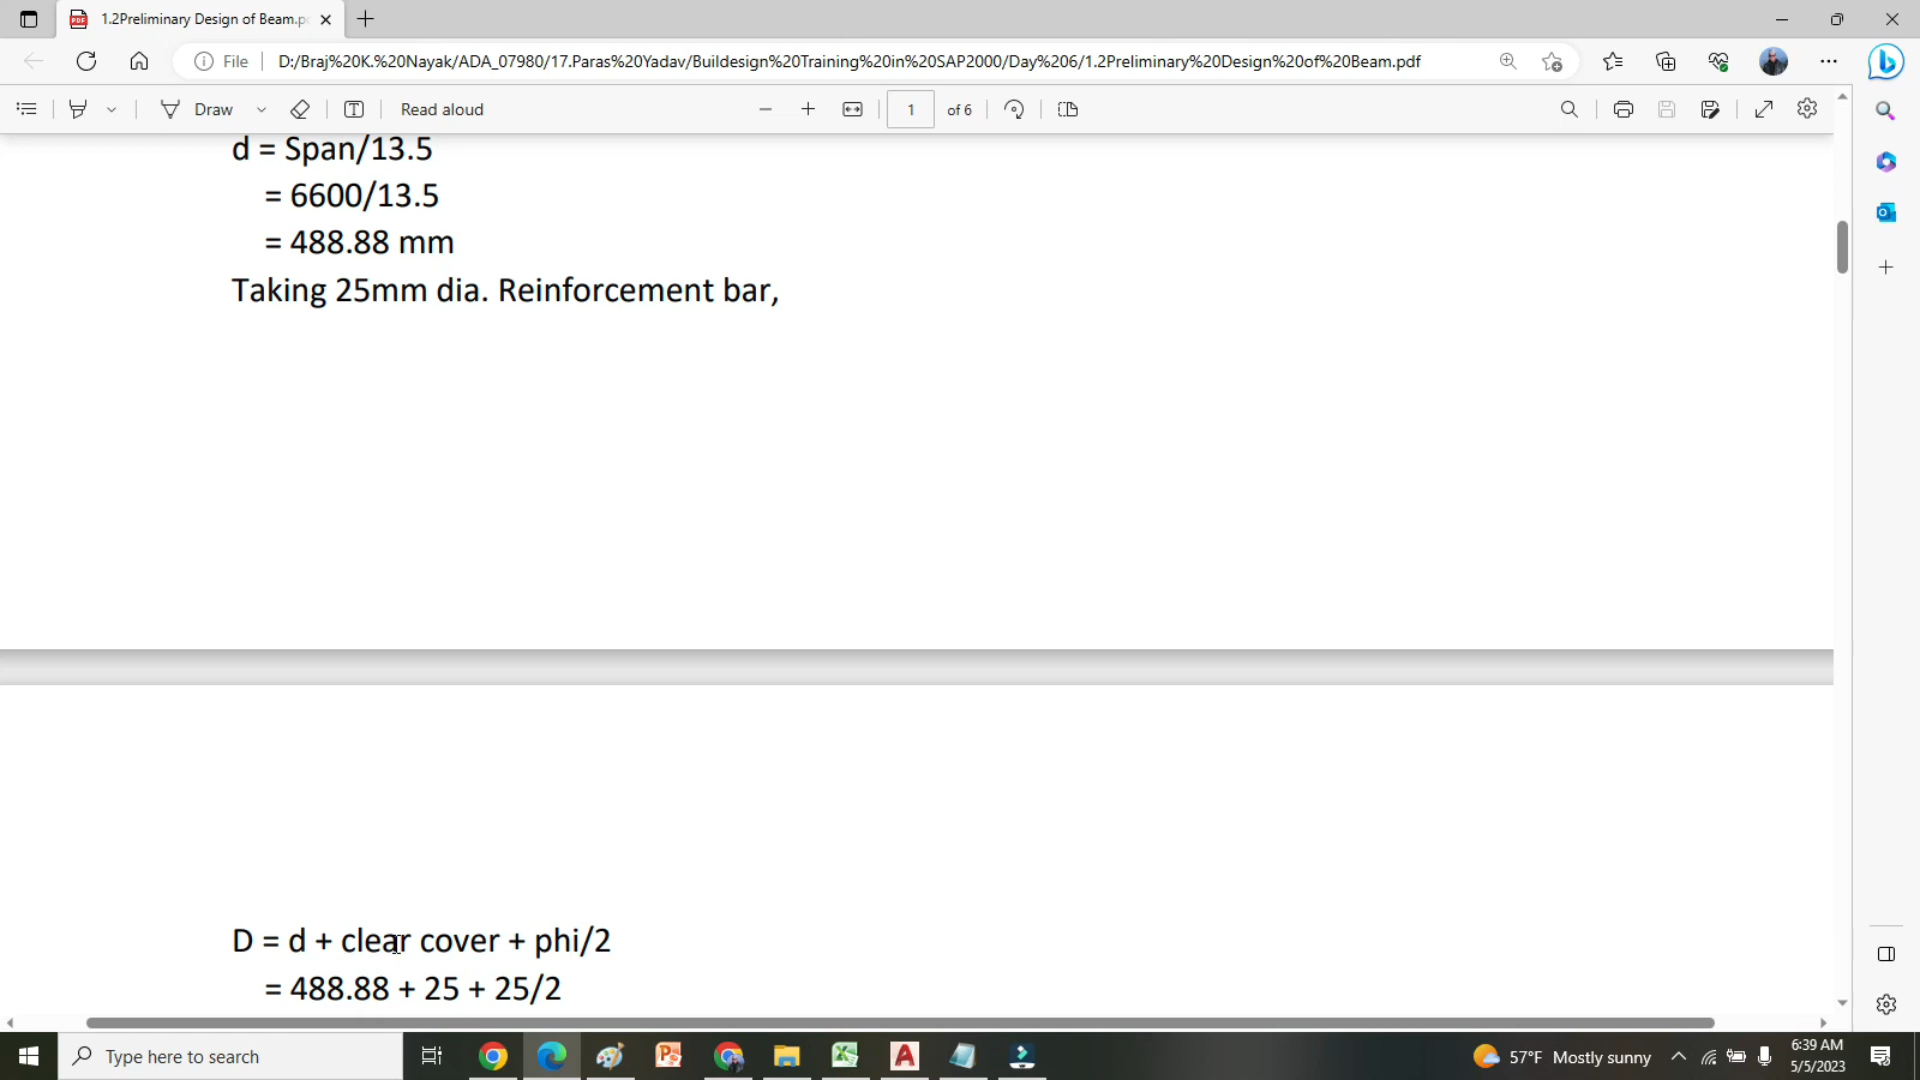 1.2Preliminary Design of Beam.p
File
D:/Braj%20K.%20Nayak/ADA_07980/17.Paras%20Yadav/Buildesign%20Training%20in%20SAP2000/Day%206/1.2Preliminary%20Design%20of%20Beam.pdf
Draw
Read aloud
1
of 6
d = Span/13.5
= 6600/13.5
= 488.88 mm
Taking 25mm dia. Reinforcement bar,
D = d + clear cover + phi/2
= 488.88 + 25 + 25/2
Type here to search
57°F Mostly sunny
6:39 AM
5/5/2023